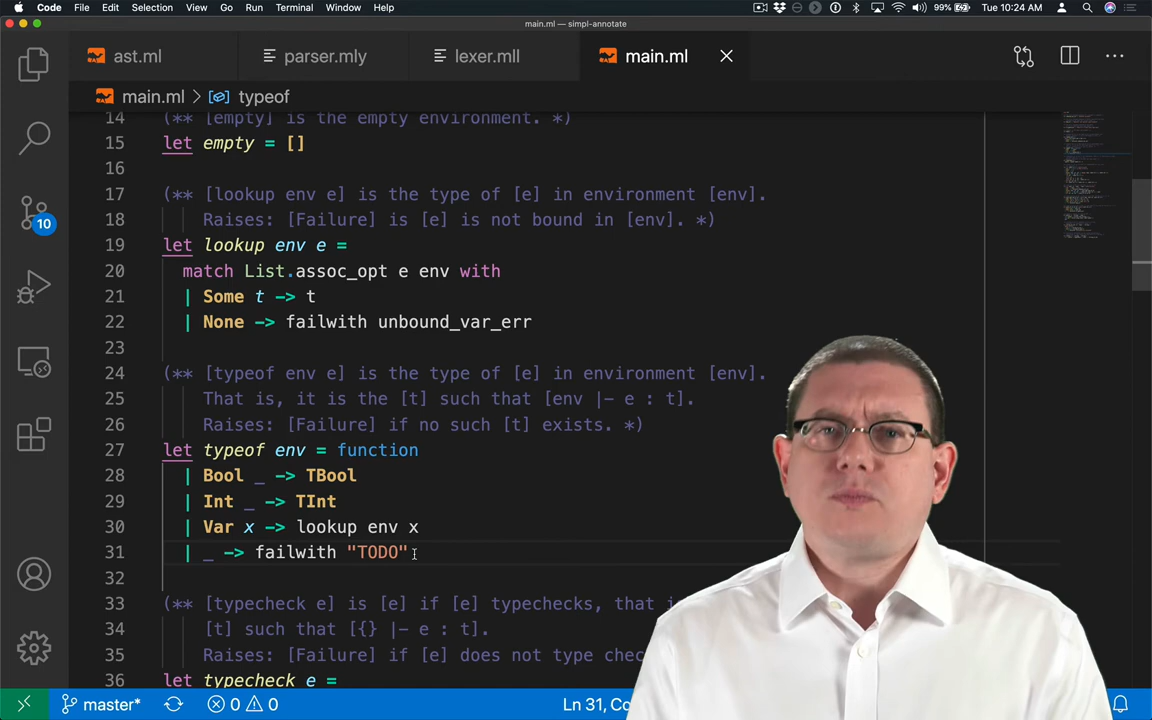 Code File Edit Selection View Go Run Terminal Window Help 99% Tue 10:24 AM
main.ml — simpl-annotate
ast.ml parser.mly lexer.mll main.ml
main.ml > typeof
14 (** [empty] is the empty environment. *)
15 let empty = []
16
17 (** [lookup env e] is the type of [e] in environment [env].
18 Raises: [Failure] is [e] is not bound in [env]. *)
19 let lookup env e =
20 match List.assoc_opt e env with
21 | Some t -> t
22 | None -> failwith unbound_var_err
23
24 (** [typeof env e] is the type of [e] in environment [env].
25 That is, it is the [t] such that [env |- e : t].
26 Raises: [Failure] if no such [t] exists. *)
27 let typeof env = function
28 | Bool _ -> TBool
29 | Int _ -> TInt
30 | Var x -> lookup env x
31 | _ -> failwith "TODO"
32
33 (** [typecheck e] is [e] if [e] typechecks, that
34 [t] such that [{} |- e : t].
35 Raises: [Failure] if [e] does not type
36 let typecheck e =
10
master* 0 0 Ln 31,